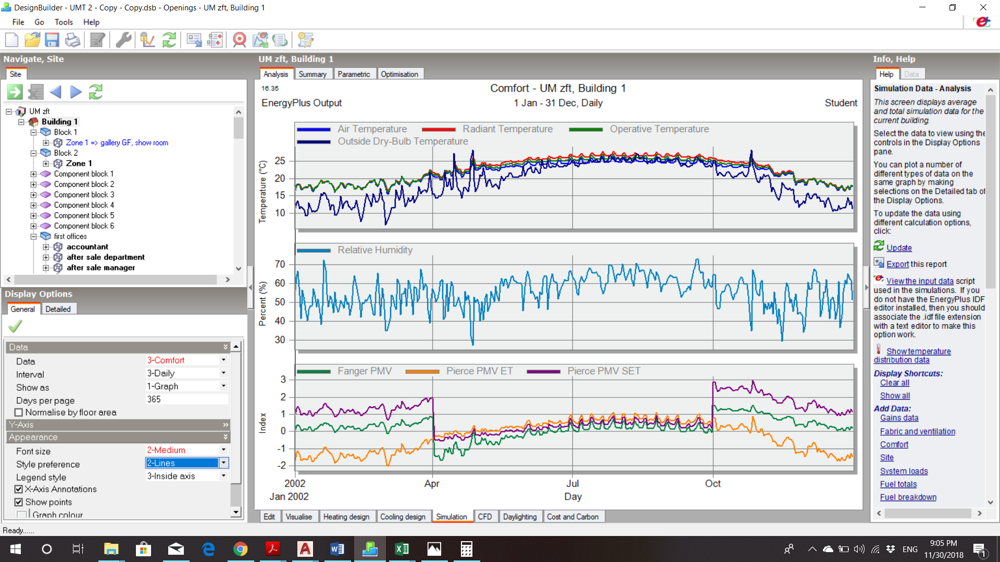 DesignBuilder - UMT 2 - Copy - Copy.dsb - Openings - UM zft, Building 1
File Go Tools Help
Navigate, Site
Site
UM zft
Building 1
Block 1
Zone 1 => gallery GF, show room
Block 2
Zone 1
Component block 1
Component block 2
Component block 3
Component block 4
Component block 5
Component block 6
first offices
accountant
after sale department
after sale manager
Display Options
General Detailed
Data
Data 3-Comfort
Interval 3-Daily
Show as 1-Graph
Days per page 365
Normalise by floor area
Y-Axis
Appearance
Font size 2-Medium
Style preference 2-Lines
Legend style 3-Inside axis
X-Axis Annotations
Show points
Graph colour
Ready......
UM zft, Building 1
Analysis Summary Parametric Optimisation
16.35
Comfort - UM zft, Building 1
EnergyPlus Output 1 Jan - 31 Dec, Daily Student
Air Temperature Radiant Temperature Operative Temperature
Outside Dry-Bulb Temperature
Temperature (°C)
25
20
15
10
Relative Humidity
Percent (%)
70
60
50
40
30
Fanger PMV Pierce PMV ET Pierce PMV SET
Index
3
2
1
0
-1
-2
2002 Apr Jul Oct
Jan 2002 Day
Edit Visualise Heating design Cooling design Simulation CFD Daylighting Cost and Carbon
Info, Help
Help Data
Simulation Data - Analysis
This screen displays average
and total simulation data for the
current building.
Select the data to view using the
controls in the Display Options
pane.
You can plot a number of
different types of data on the
same graph by making
selections on the Detailed tab of
the Display Options.
To update the data using
different calculation options,
click:
Update
Export this report
View the input data script
used in the simulations. If you
do not have the EnergyPlus IDF
editor installed, then you should
associate the .idf file extension
with a text editor to make this
option work.
Show temperature
distribution data
Display Shortcuts:
Clear all
Show all
Add Data:
Gains data
Fabric and ventilation
Comfort
Site
System loads
Fuel totals
Fuel breakdown
ENG
9:05 PM
11/30/2018
1